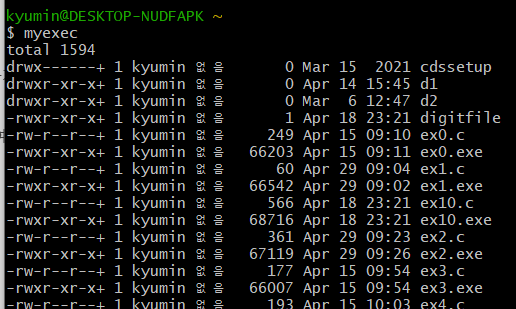 kyumin@DESKTOP-NUDFAPK ~
$ myexec
total 1594
drwx------+ 1 kyumin 없음 0 Mar 15 2021 cdssetup
drwxr-xr-x+ 1 kyumin 없음 0 Apr 14 15:45 d1
drwxr-xr-x+ 1 kyumin 없음 0 Mar 6 12:47 d2
-rwxr-xr-x+ 1 kyumin 없음 1 Apr 18 23:21 digitfile
-rw-r--r--+ 1 kyumin 없음 249 Apr 15 09:10 ex0.c
-rwxr-xr-x+ 1 kyumin 없음 66203 Apr 15 09:11 ex0.exe
-rw-r--r--+ 1 kyumin 없음 60 Apr 29 09:04 ex1.c
-rwxr-xr-x+ 1 kyumin 없음 66542 Apr 29 09:02 ex1.exe
-rw-r--r--+ 1 kyumin 없음 566 Apr 18 23:21 ex10.c
-rwxr-xr-x+ 1 kyumin 없음 68716 Apr 18 23:21 ex10.exe
-rw-r--r--+ 1 kyumin 없음 361 Apr 29 09:23 ex2.c
-rwxr-xr-x+ 1 kyumin 없음 67119 Apr 29 09:26 ex2.exe
-rw-r--r--+ 1 kyumin 없음 177 Apr 15 09:54 ex3.c
-rwxr-xr-x+ 1 kyumin 없음 66007 Apr 15 09:54 ex3.exe
-rw-r--r--+ 1 kyumin 없음 193 Apr 15 10:03 ex4.c